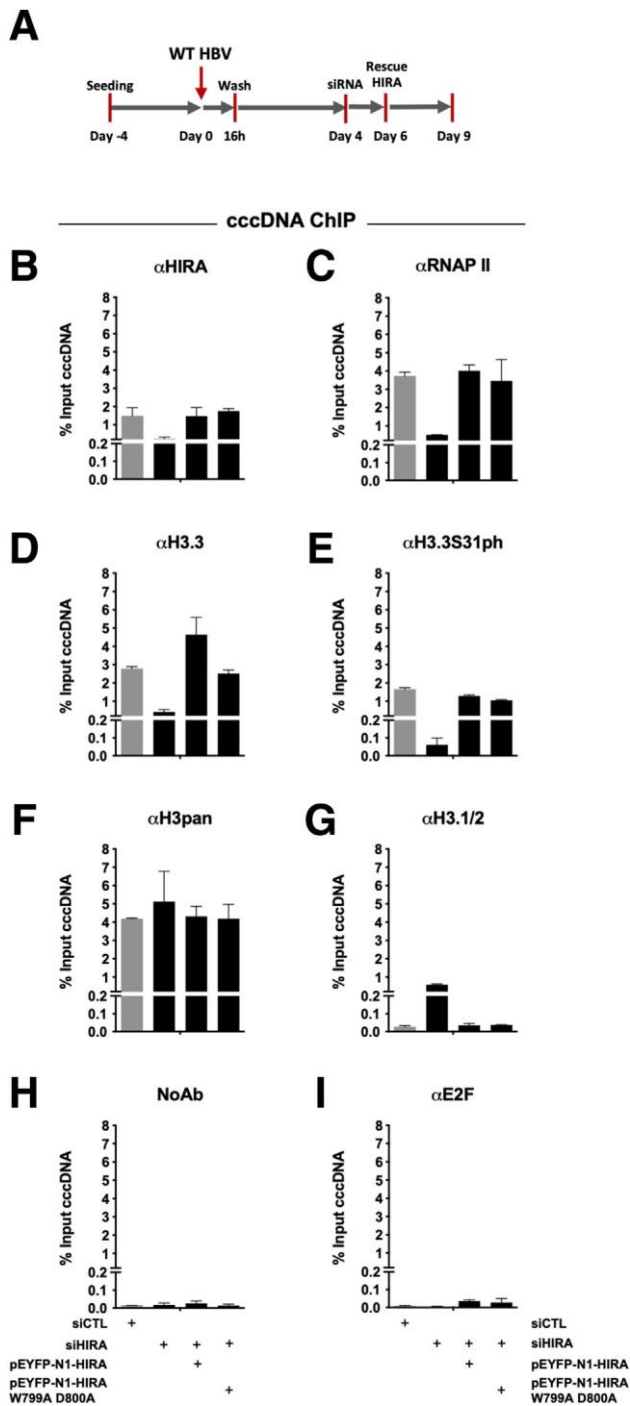 A
WT HBV
Seeding
Wash
siRNA
Rescue
HIRA
Day -4
Day 0
16h
Day 4
Day 6
Day 9
cccDNA ChIP
B
αHIRA
% Input cccDNA
8
7
6
5
4
3
2
1
0.2
0.1
0.0
C
αRNAP II
% Input cccDNA
8
7
6
5
4
3
2
1
0.2
0.1
0.0
D
αH3.3
% Input cccDNA
8
7
6
5
4
3
2
1
0.2
0.1
0.0
E
αH3.3S31ph
% Input cccDNA
8
7
6
5
4
3
2
1
0.2
0.1
0.0
F
αH3pan
% Input cccDNA
8
7
6
5
4
3
2
1
0.2
0.1
0.0
G
αH3.1/2
% Input cccDNA
8
7
6
5
4
3
2
1
0.2
0.1
0.0
H
NoAb
% Input cccDNA
8
7
6
5
4
3
2
1
0.2
0.1
0.0
I
αE2F
% Input cccDNA
8
7
6
5
4
3
2
1
0.2
0.1
0.0
siCTL + + siCTL
siHIRA + + + + + + siHIRA
pEYFP-N1-HIRA + + pEYFP-N1-HIRA
pEYFP-N1-HIRA + + pEYFP-N1-HIRA
W799A D800A W799A D800A